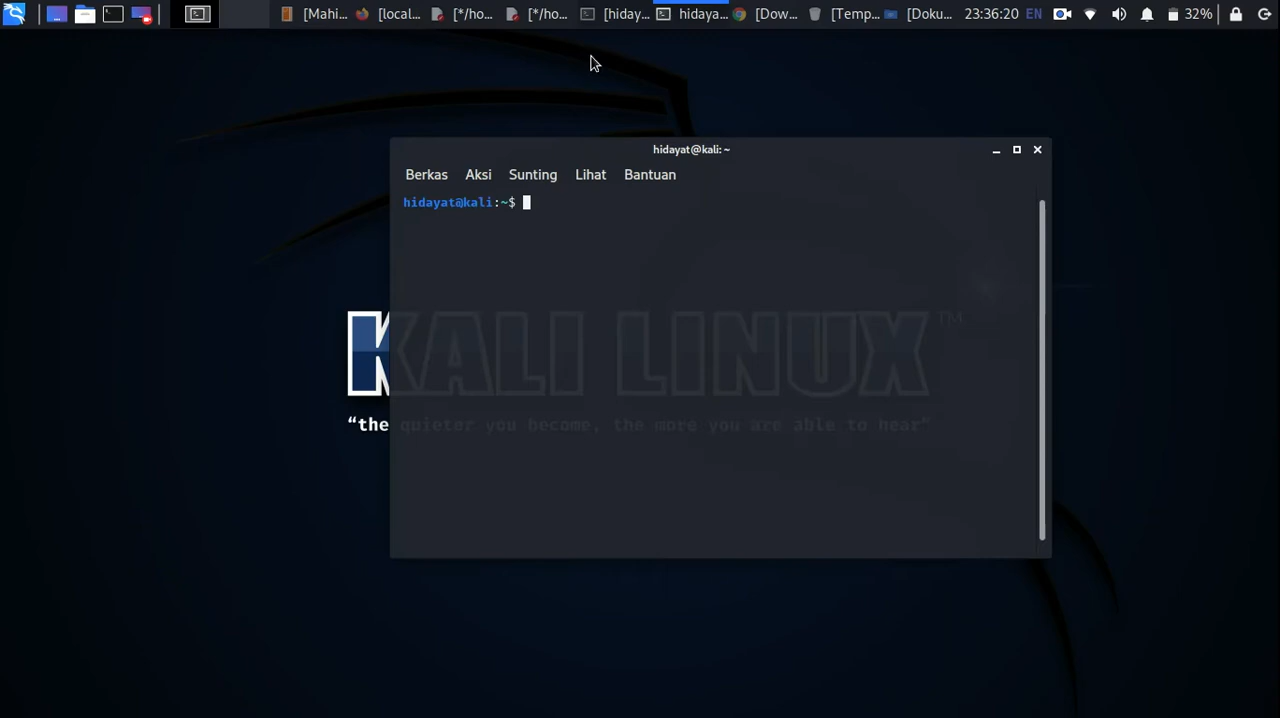 [Mahi... [local... [*/ho... [*/ho... [hiday... hidaya... [Dow... [Temp... [Doku... 23:36:20 EN 32%
hidayat@kali: ~
Berkas Aksi Sunting Lihat Bantuan
hidayat@kali:~$
KALI LINUX™
“the quieter you become, the more you are able to hear”